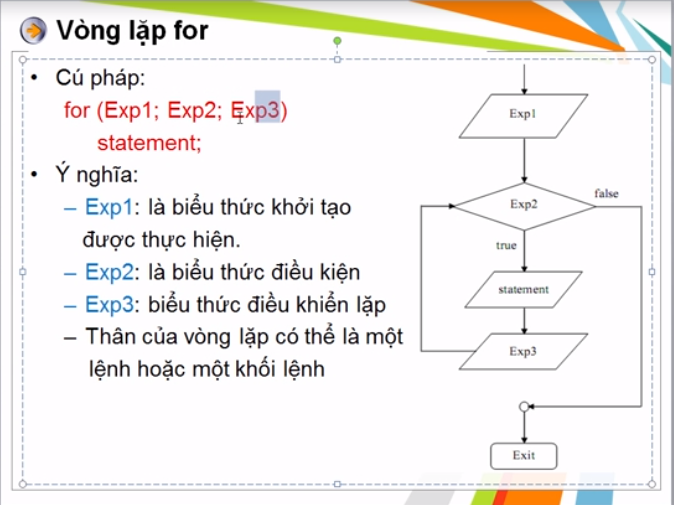 Vòng lặp for
• Cú pháp:
for (Exp1; Exp2; Exp3)
statement;
• Ý nghĩa:
– Exp1: là biểu thức khởi tạo
được thực hiện.
– Exp2: là biểu thức điều kiện
– Exp3: biểu thức điều khiển lặp
– Thân của vòng lặp có thể là một
lệnh hoặc một khối lệnh
Exp1
Exp2
false
true
statement
Exp3
Exit